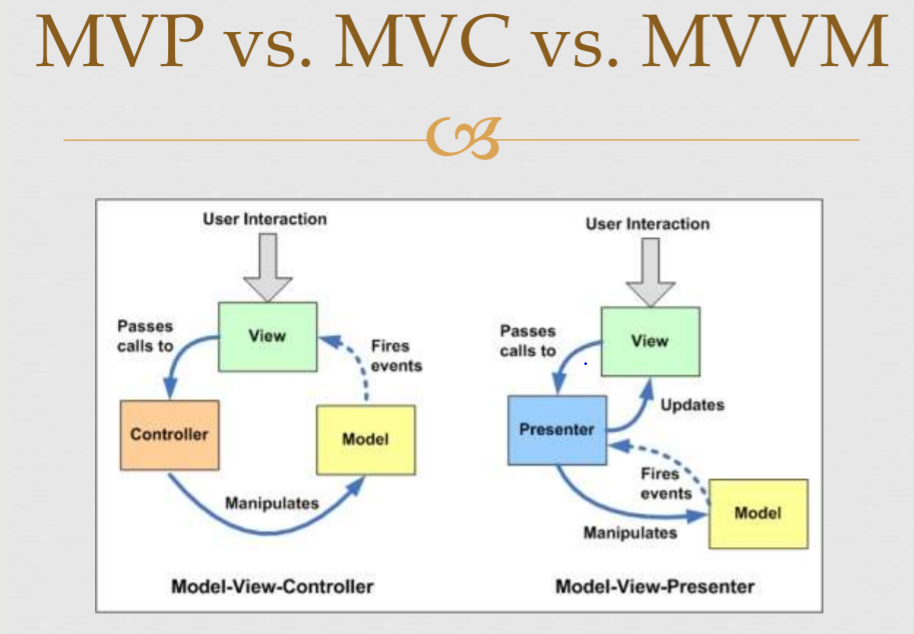 MVP vs. MVC vs. MVVM
User Interaction
View
Passes
calls to
Fires
events
Controller
Model
Manipulates
Model-View-Controller
User Interaction
View
Passes
calls to
Updates
Presenter
Fires
events
Model
Manipulates
Model-View-Presenter